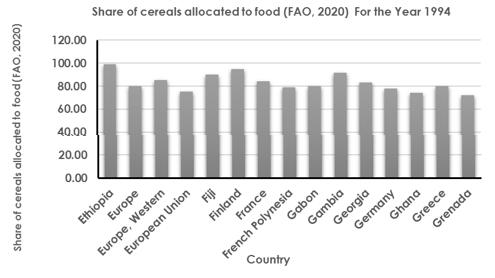 Share of cereals allocated to food (FAO, 2020) For the Year 1994
Share of cereals allocated to food (FAO, 2020)
120.00
100.00
80.00
60.00
40.00
20.00
0.00
Ethiopia
Europe
Europe, Western
European Union
Fiji
Finland
France
French Polynesia
Gabon
Gambia
Georgia
Germany
Ghana
Greece
Grenada
Country